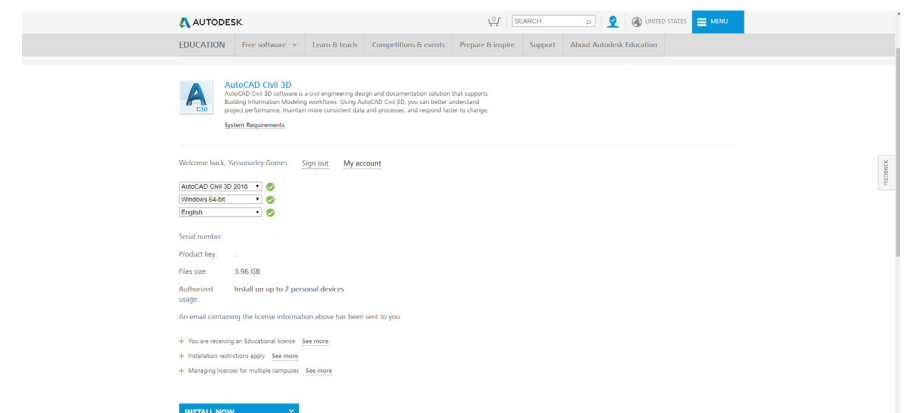 AUTODESK.
SEARCH
UNITED STATES
MENU
EDUCATION Free software Learn & teach Competitions & events Prepare & inspire Support About Autodesk Education
AutoCAD Civil 3D
AutoCAD Civil 3D software is a civil engineering design and documentation solution that supports
Building Information Modeling workflows. Using AutoCAD Civil 3D, you can better understand
project performance, maintain more consistent data and processes, and respond faster to change.
C3D
System Requirements
Welcome back, Yassonarley Gomes Sign out My account
FEEDBACK
AutoCAD Civil 3D 2018
Windows 64-bit
English
Serial number:
Product key:
Files size: 3.96 GB
Authorized Install on up to 2 personal devices
usage:
An email containing the license information above has been sent to you.
+ You are receiving an Educational license See more
+ Installation restrictions apply See more
+ Managing licenses for multiple campuses See more
INSTALL NOW